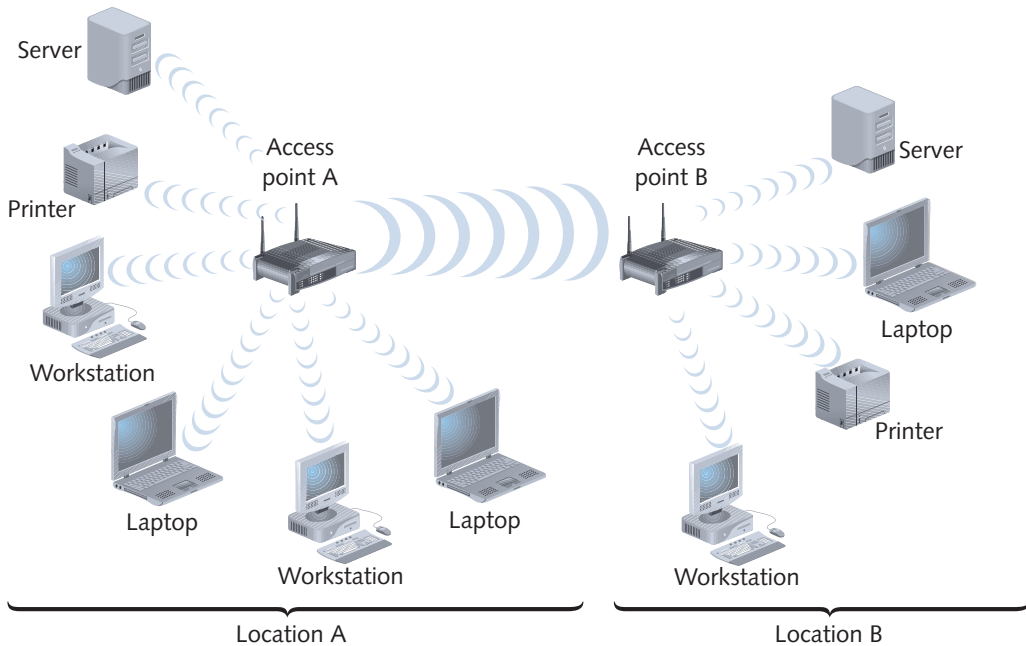 Server
Access
point A
Access
point B
Server
Printer
Workstation
Laptop
Laptop
Printer
Laptop
Workstation
Workstation
Location A
Location B